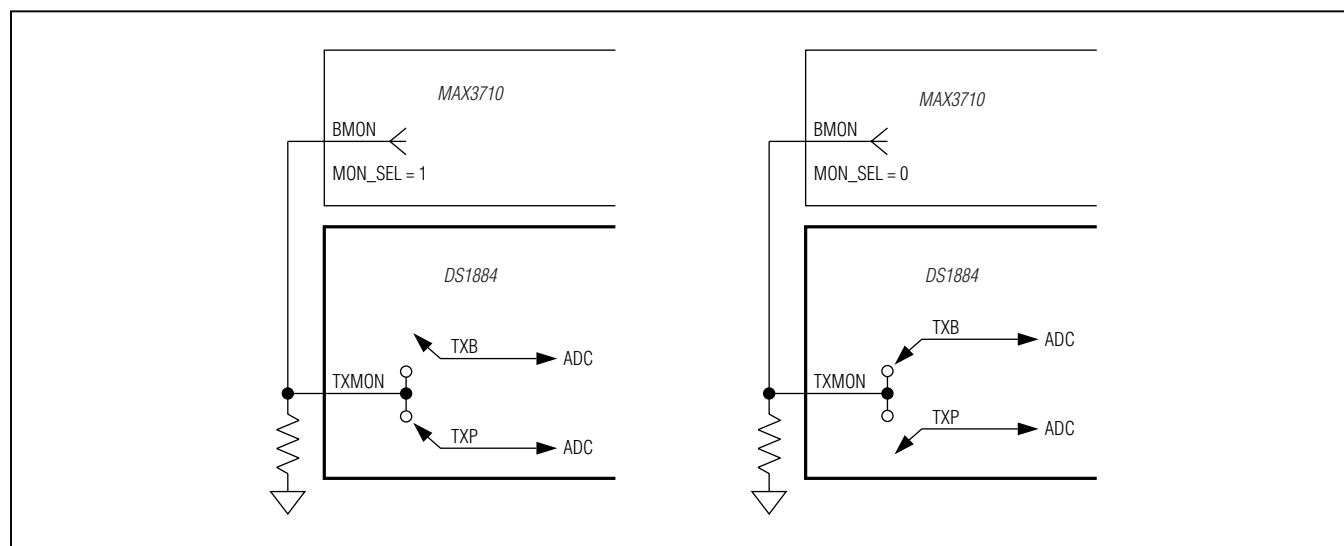 MAX3710
BMON
MON_SEL = 1
DS1884
TXB
ADC
TXMON
TXP
ADC
MAX3710
BMON
MON_SEL = 0
DS1884
TXB
ADC
TXMON
TXP
ADC